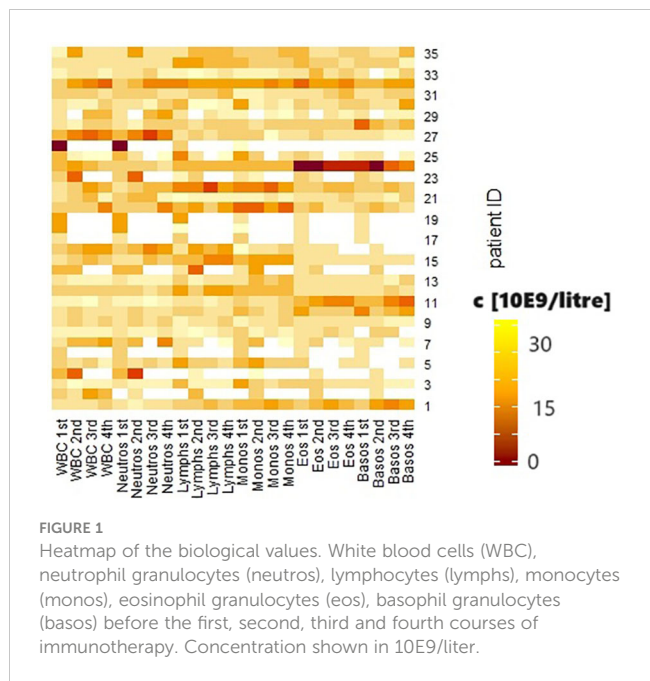 35
33
31
29
27
25
23
21
19
17
15
13
11
9
7
5
3
1
patient ID
c [10E9/litre]
30
15
0
WBC 1st
WBC 2nd
WBC 3rd
WBC 4th
Neutros 1st
Neutros 2nd
Neutros 3rd
Neutros 4th
Lymphs 1st
Lymphs 2nd
Lymphs 3rd
Lymphs 4th
Monos 1st
Monos 2nd
Monos 3rd
Monos 4th
Eos 1st
Eos 2nd
Eos 3rd
Eos 4th
Basos 1st
Basos 2nd
Basos 3rd
Basos 4th
FIGURE 1
Heatmap of the biological values. White blood cells (WBC),
neutrophil granulocytes (neutros), lymphocytes (lymphs), monocytes
(monos), eosinophil granulocytes (eos), basophil granulocytes
(basos) before the first, second, third and fourth courses of
immunotherapy. Concentration shown in 10E9/liter.